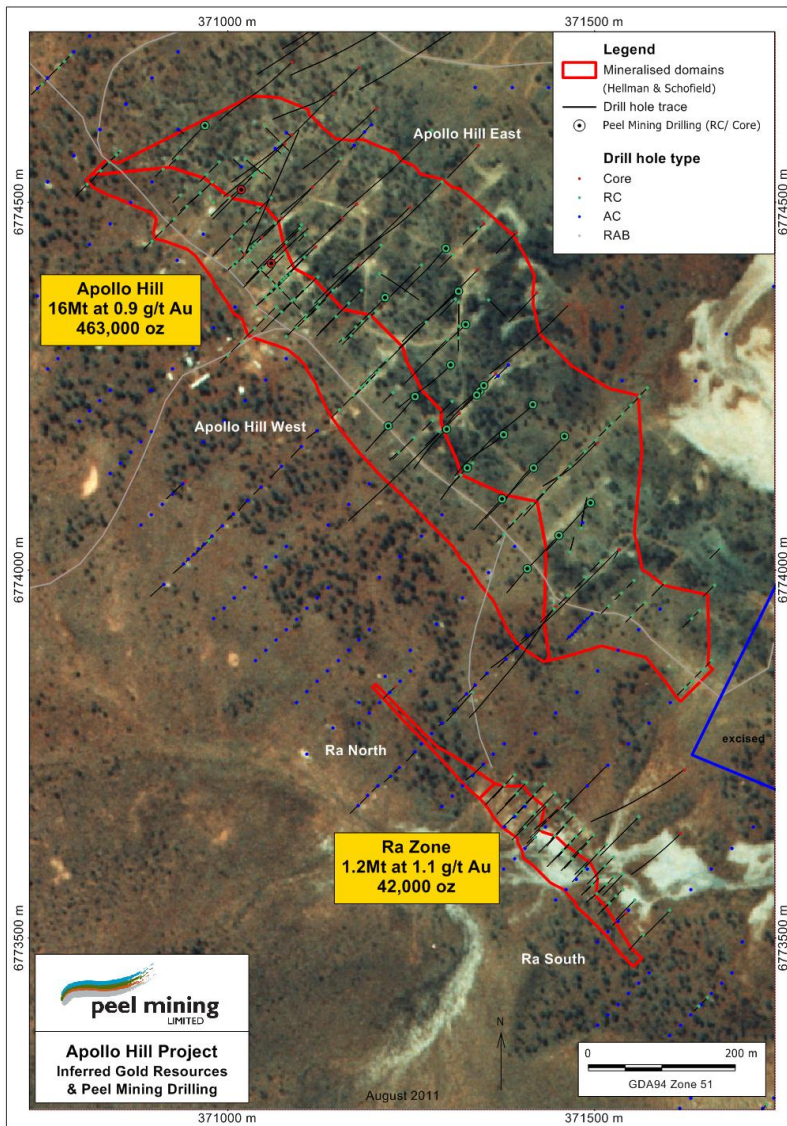 371000 m
371500 m
Legend
Mineralised domains
(Hellman & Schofield)
Drill hole trace
Peel Mining Drilling (RC/ Core)
Drill hole type
Core
RC
AC
RAB
Apollo Hill East
6774500 m
6774500 m
Apollo Hill
16Mt at 0.9 g/t Au
463,000 oz
Apollo Hill West
6774000 m
6774000 m
excised
Ra North
Ra Zone
1.2Mt at 1.1 g/t Au
42,000 oz
6773500 m
6773500 m
Ra South
peel mining
LIMITED
Apollo Hill Project
Inferred Gold Resources
& Peel Mining Drilling
N
0
200 m
GDA94 Zone 51
August 2011
371000 m
371500 m